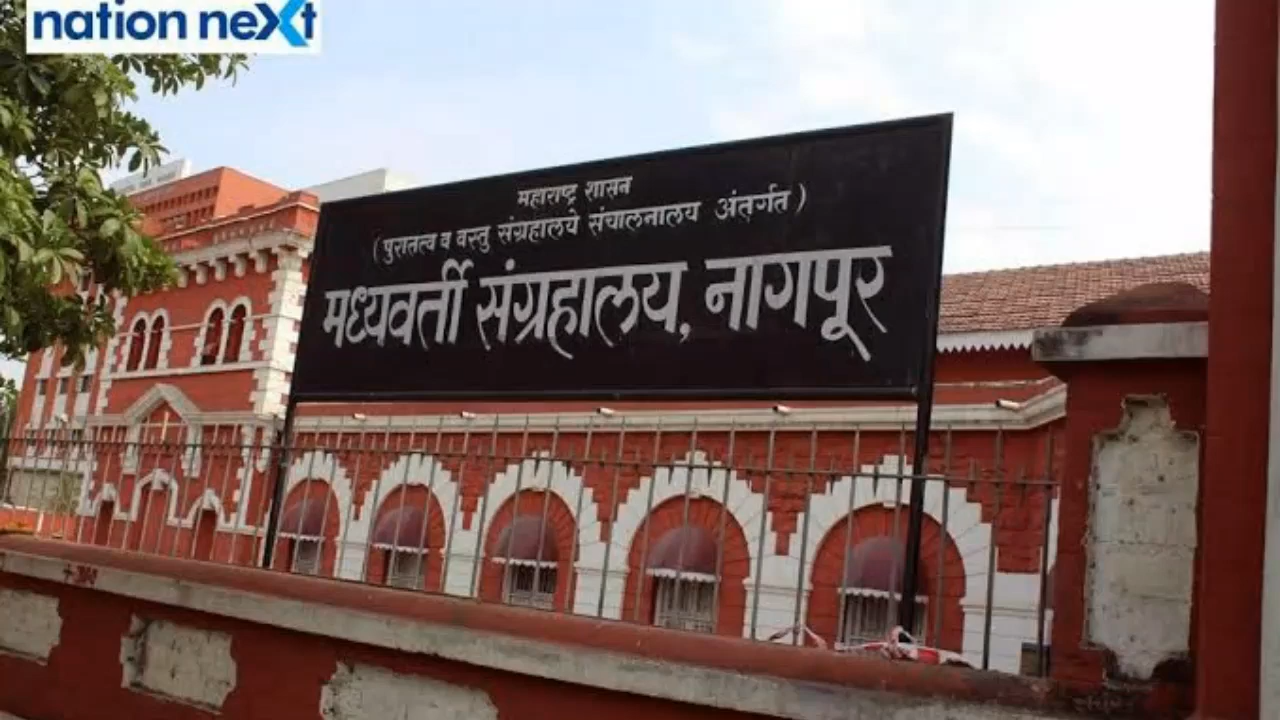 nation next
महाराष्ट्र शासन
(पुरातत्व व वस्तु संग्रहालये संचालनालय अंतर्गत)
मध्यवर्ती संग्रहालय, नागपूर